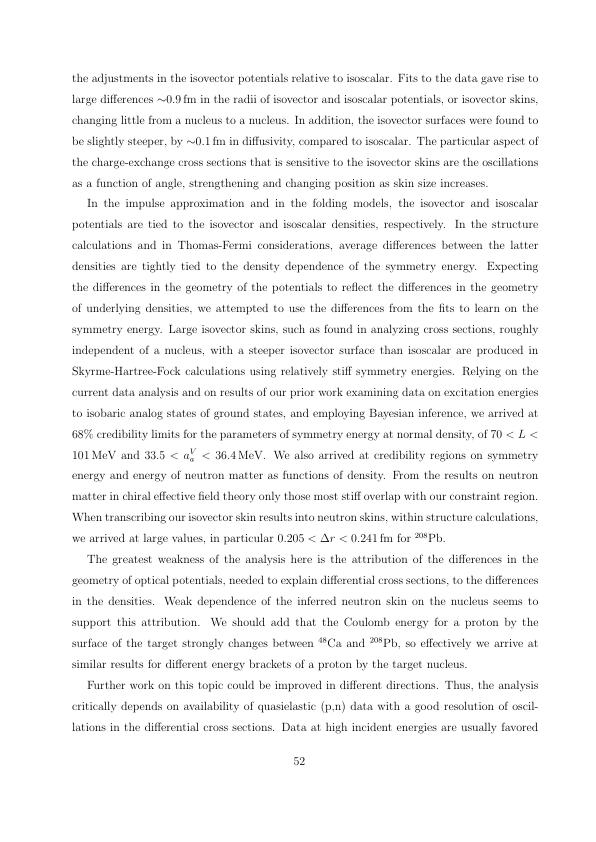 the adjustments in the isovector potentials relative to isoscalar. Fits to the data gave rise to
large differences ∼0.9 fm in the radii of isovector and isoscalar potentials, or isovector skins,
changing little from a nucleus to a nucleus. In addition, the isovector surfaces were found to
be slightly steeper, by ∼0.1 fm in diffusivity, compared to isoscalar. The particular aspect of
the charge-exchange cross sections that is sensitive to the isovector skins are the oscillations
as a function of angle, strengthening and changing position as skin size increases.
In the impulse approximation and in the folding models, the isovector and isoscalar
potentials are tied to the isovector and isoscalar densities, respectively. In the structure
calculations and in Thomas-Fermi considerations, average differences between the latter
densities are tightly tied to the density dependence of the symmetry energy. Expecting
the differences in the geometry of the potentials to reflect the differences in the geometry
of underlying densities, we attempted to use the differences from the fits to learn on the
symmetry energy. Large isovector skins, such as found in analyzing cross sections, roughly
independent of a nucleus, with a steeper isovector surface than isoscalar are produced in
Skyrme-Hartree-Fock calculations using relatively stiff symmetry energies. Relying on the
current data analysis and on results of our prior work examining data on excitation energies
to isobaric analog states of ground states, and employing Bayesian inference, we arrived at
68% credibility limits for the parameters of symmetry energy at normal density, of 70 < L <
101 MeV and 33.5 < a_a^V < 36.4 MeV. We also arrived at credibility regions on symmetry
energy and energy of neutron matter as functions of density. From the results on neutron
matter in chiral effective field theory only those most stiff overlap with our constraint region.
When transcribing our isovector skin results into neutron skins, within structure calculations,
we arrived at large values, in particular 0.205 < Δr < 0.241 fm for ²⁰⁸Pb.
The greatest weakness of the analysis here is the attribution of the differences in the
geometry of optical potentials, needed to explain differential cross sections, to the differences
in the densities. Weak dependence of the inferred neutron skin on the nucleus seems to
support this attribution. We should add that the Coulomb energy for a proton by the
surface of the target strongly changes between ⁴⁸Ca and ²⁰⁸Pb, so effectively we arrive at
similar results for different energy brackets of a proton by the target nucleus.
Further work on this topic could be improved in different directions. Thus, the analysis
critically depends on availability of quasielastic (p,n) data with a good resolution of oscil-
lations in the differential cross sections. Data at high incident energies are usually favored
52